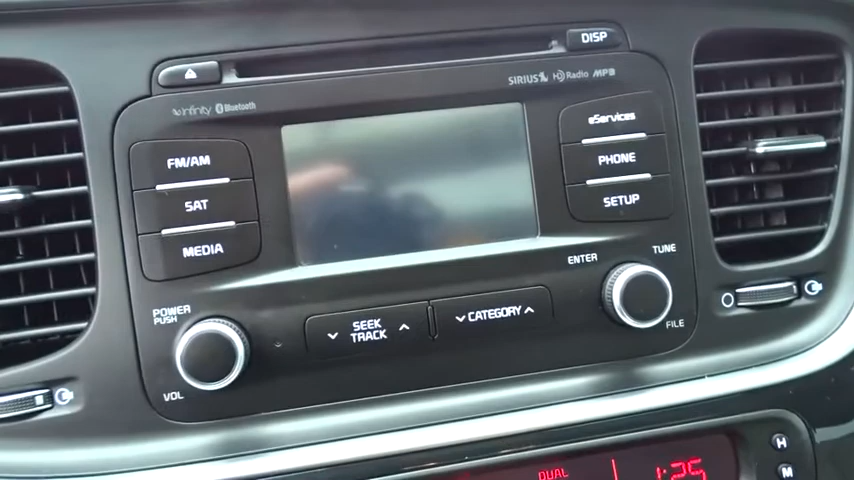 DISP
SIRIUS HD Radio MP3
infinity Bluetooth
FM/AM
SAT
MEDIA
eServices
PHONE
SETUP
POWER
PUSH
VOL
SEEK
TRACK
CATEGORY
ENTER
TUNE
FILE
DUAL
1:25
H
M